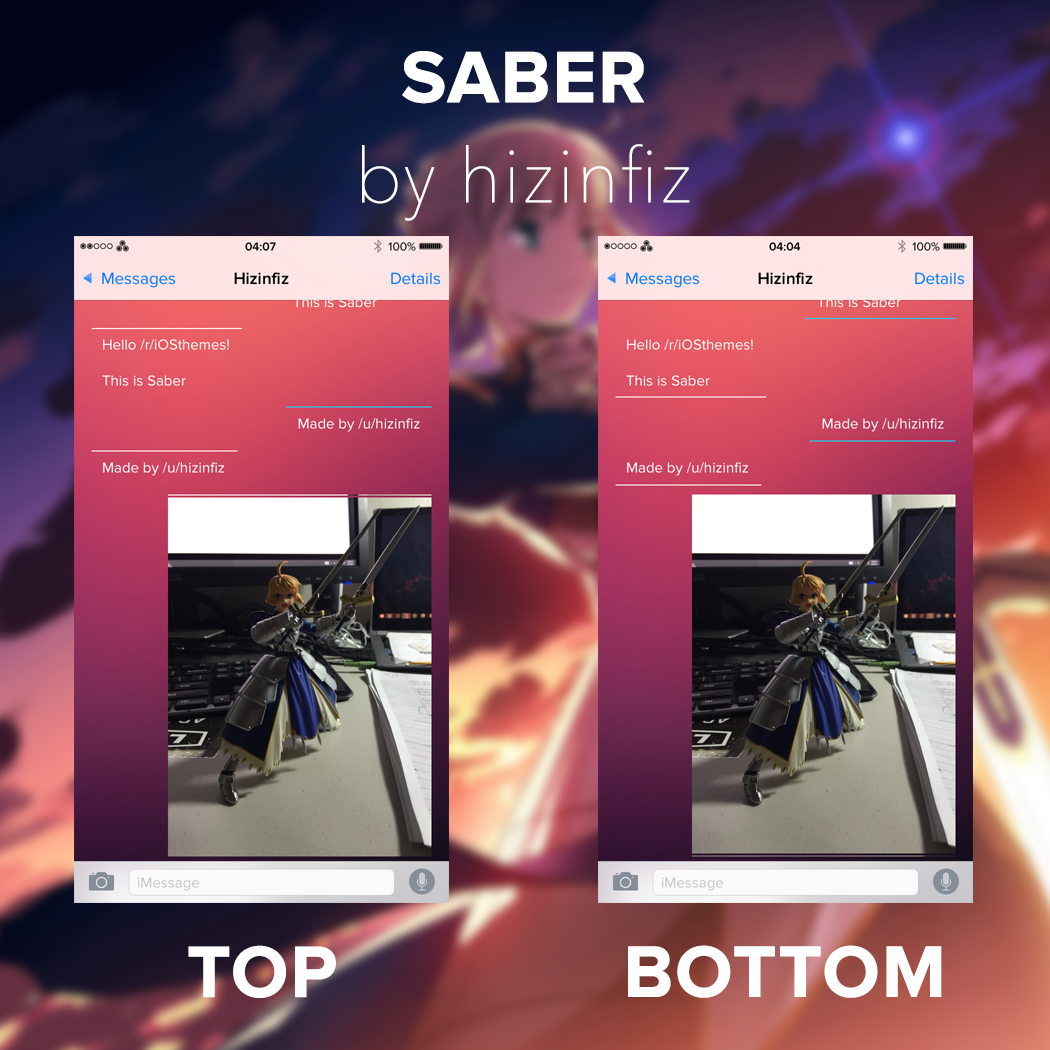 SABER
by hizinfiz
04:07
100%
Messages
Hizinfiz
Details
This is Saber
Hello /r/iOSthemes!
This is Saber
Made by /u/hizinfiz
Made by /u/hizinfiz
iMessage
TOP
04:04
100%
Messages
Hizinfiz
Details
This is Saber
Hello /r/iOSthemes!
This is Saber
Made by /u/hizinfiz
Made by /u/hizinfiz
iMessage
BOTTOM